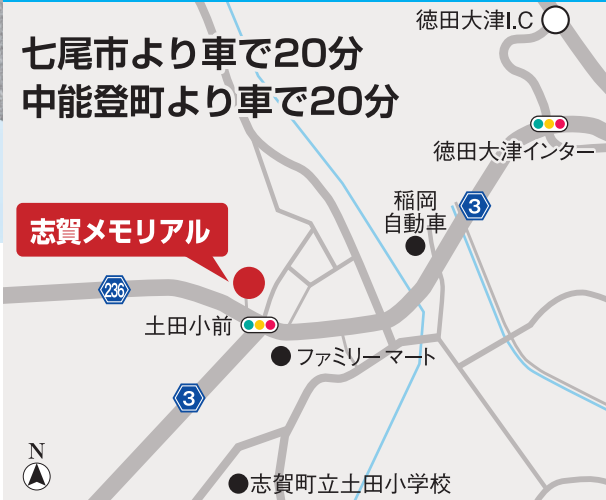 徳田大津I.C
七尾市より車で20分
中能登町より車で20分
徳田大津インター
稲岡
自動車
3
志賀メモリアル
236
土田小前
ファミリーマート
3
N
志賀町立土田小学校